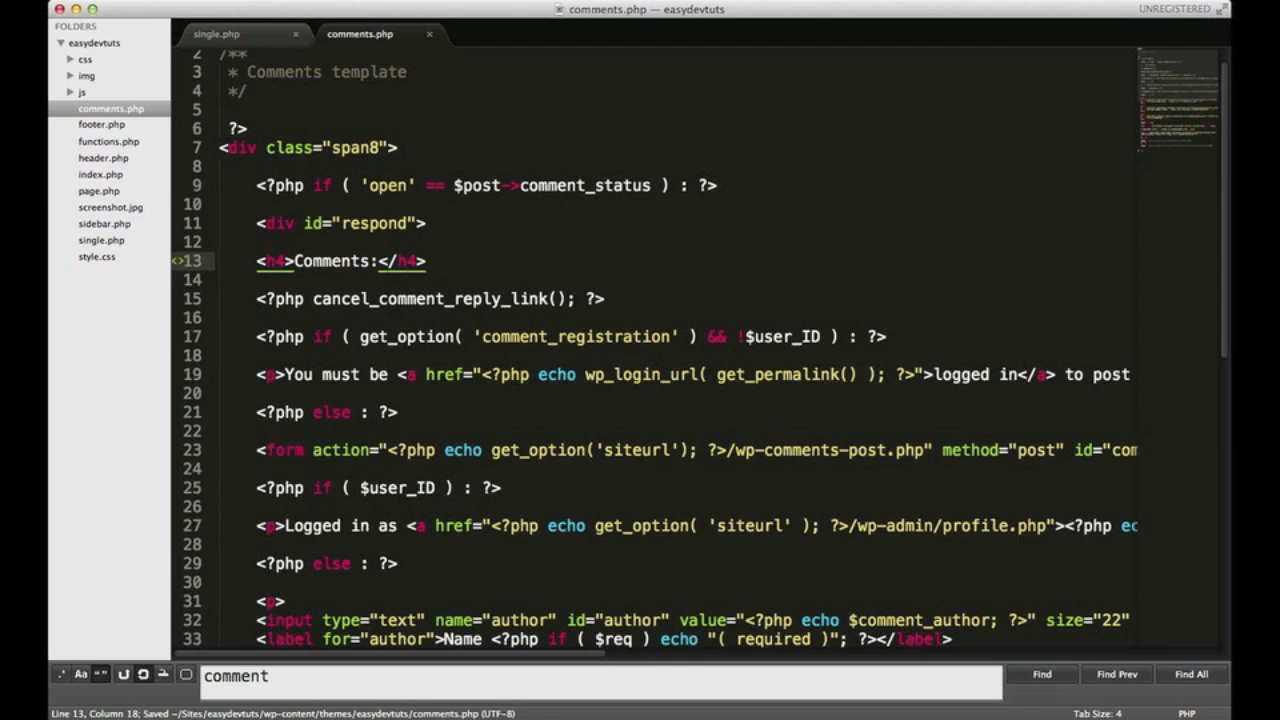 comments.php — easydevtuts
UNREGISTERED
FOLDERS
easydevtuts
css
img
js
comments.php
footer.php
functions.php
header.php
index.php
page.php
screenshot.jpg
sidebar.php
single.php
style.css
single.php ×
comments.php ×
2 /**
3 * Comments template
4 */
5
6 ?>
7 <div class="span8">
8
9 <?php if ( 'open' == $post->comment_status ) : ?>
10
11 <div id="respond">
12
<>13 <h4>Comments:</h4>
14
15 <?php cancel_comment_reply_link(); ?>
16
17 <?php if ( get_option( 'comment_registration' ) && !$user_ID ) : ?>
18
19 <p>You must be <a href="<?php echo wp_login_url( get_permalink() ); ?>">logged in</a> to post
20
21 <?php else : ?>
22
23 <form action="<?php echo get_option('siteurl'); ?>/wp-comments-post.php" method="post" id="com
24
25 <?php if ( $user_ID ) : ?>
26
27 <p>Logged in as <a href="<?php echo get_option( 'siteurl' ); ?>/wp-admin/profile.php"><?php ec
28
29 <?php else : ?>
30
31 <p>
32 <input type="text" name="author" id="author" value="<?php echo $comment_author; ?>" size="22"
33 <label for="author">Name <?php if ( $req ) echo "( required )"; ?></label>
.* Aa “”
comment
Find
Find Prev
Find All
Line 13, Column 18; Saved ~/Sites/easydevtuts/wp-content/themes/easydevtuts/comments.php (UTF-8)
Tab Size: 4
PHP